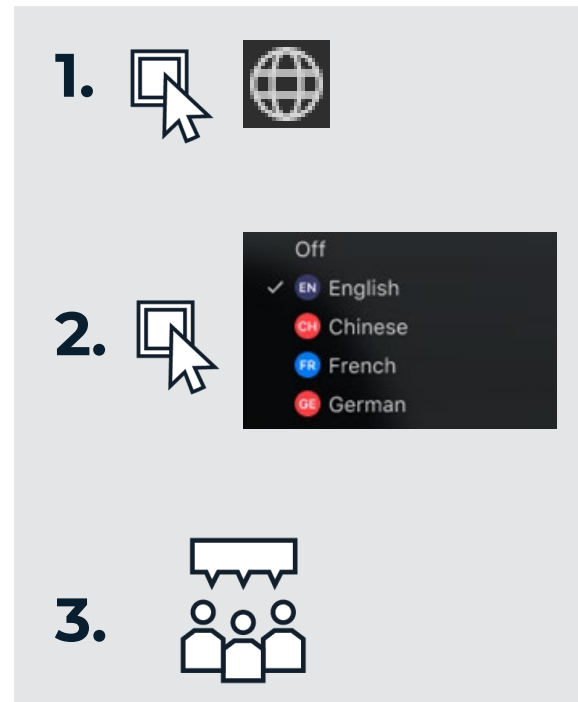 1.
Off
EN English
2. CH Chinese
FR French
GE German
3.